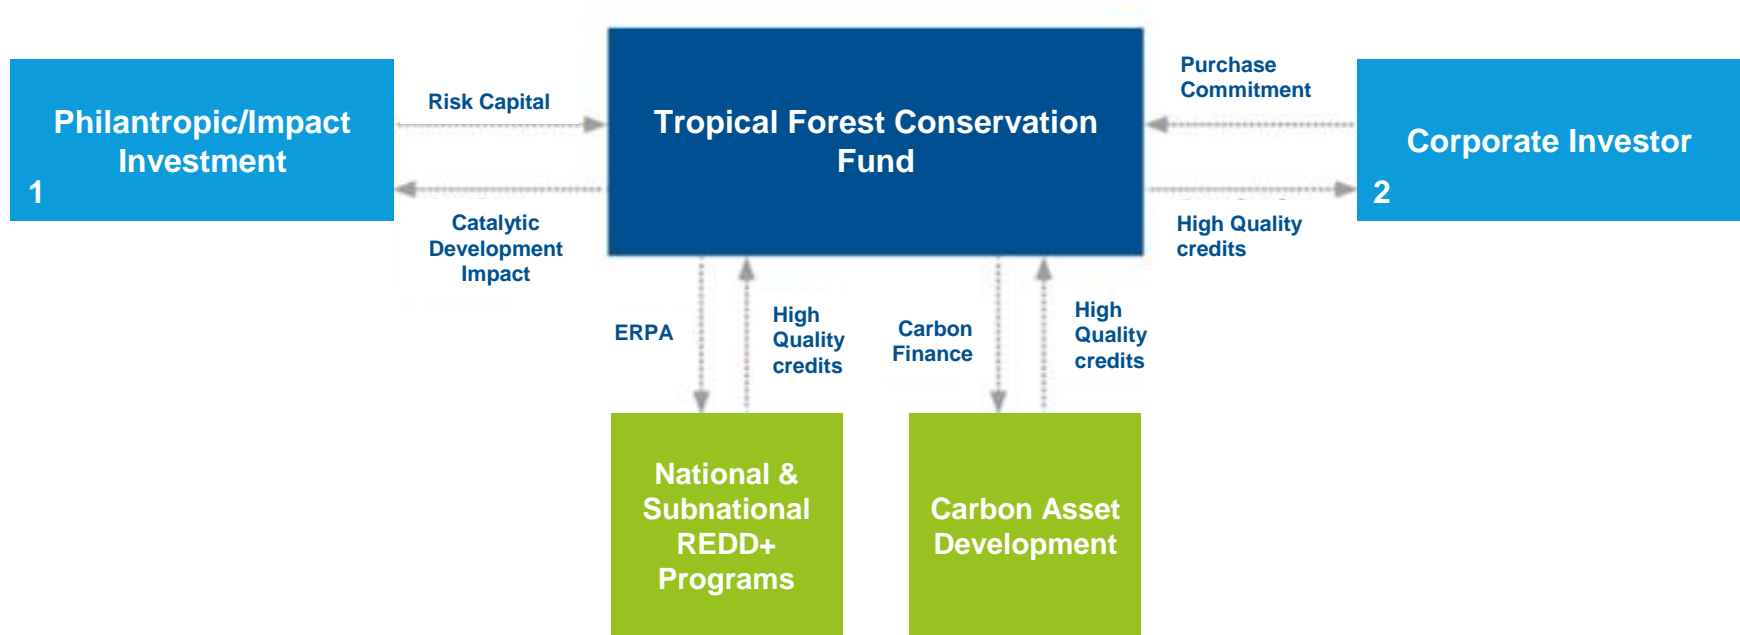 Philantropic/Impact
Investment
1
Risk Capital
Catalytic
Development
Impact
Tropical Forest Conservation
Fund
Purchase
Commitment
High Quality
credits
Corporate Investor
2
ERPA
High
Quality
credits
Carbon
Finance
High
Quality
credits
National &
Subnational
REDD+
Programs
Carbon Asset
Development